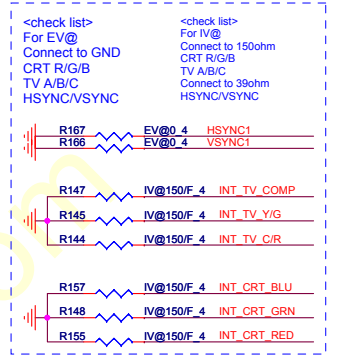 <check list>
For EV@
Connect to GND
CRT R/G/B
TV A/B/C
HSYNC/VSYNC
<check list>
For IV@
Connect to 150ohm
CRT R/G/B
TV A/B/C
Connect to 39ohm
HSYNC/VSYNC
R167 EV@0_4 HSYNC1
R166 EV@0_4 VSYNC1
R147 IV@150/F_4 INT_TV_COMP
R145 IV@150/F_4 INT_TV_Y/G
R144 IV@150/F_4 INT_TV_C/R
R157 IV@150/F_4 INT_CRT_BLU
R148 IV@150/F_4 INT_CRT_GRN
R155 IV@150/F_4 INT_CRT_RED